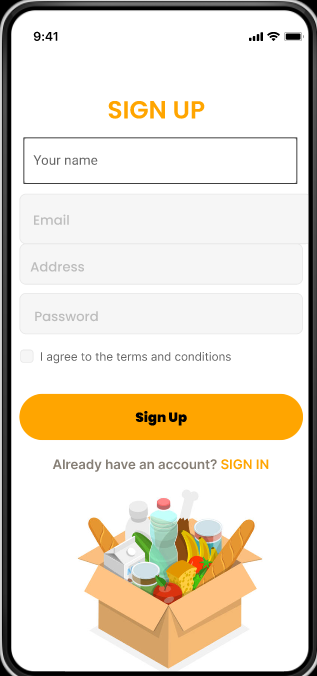 9:41
SIGN UP
Your name
Email
Address
Password
I agree to the terms and conditions
Sign Up
Already have an account? SIGN IN